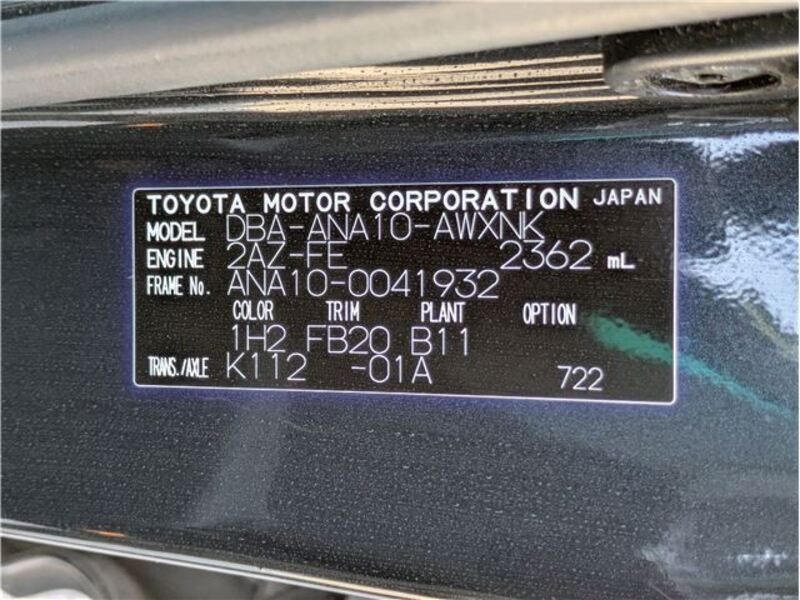 TOYOTA MOTOR CORPORATION JAPAN
MODEL DBA-ANA10-AWXNK
ENGINE 2AZ-FE 2362 mL
FRAME No. ANA10-0041932
COLOR TRIM PLANT OPTION
1H2 FB20 B11
TRANS./AXLE K112 -01A 722